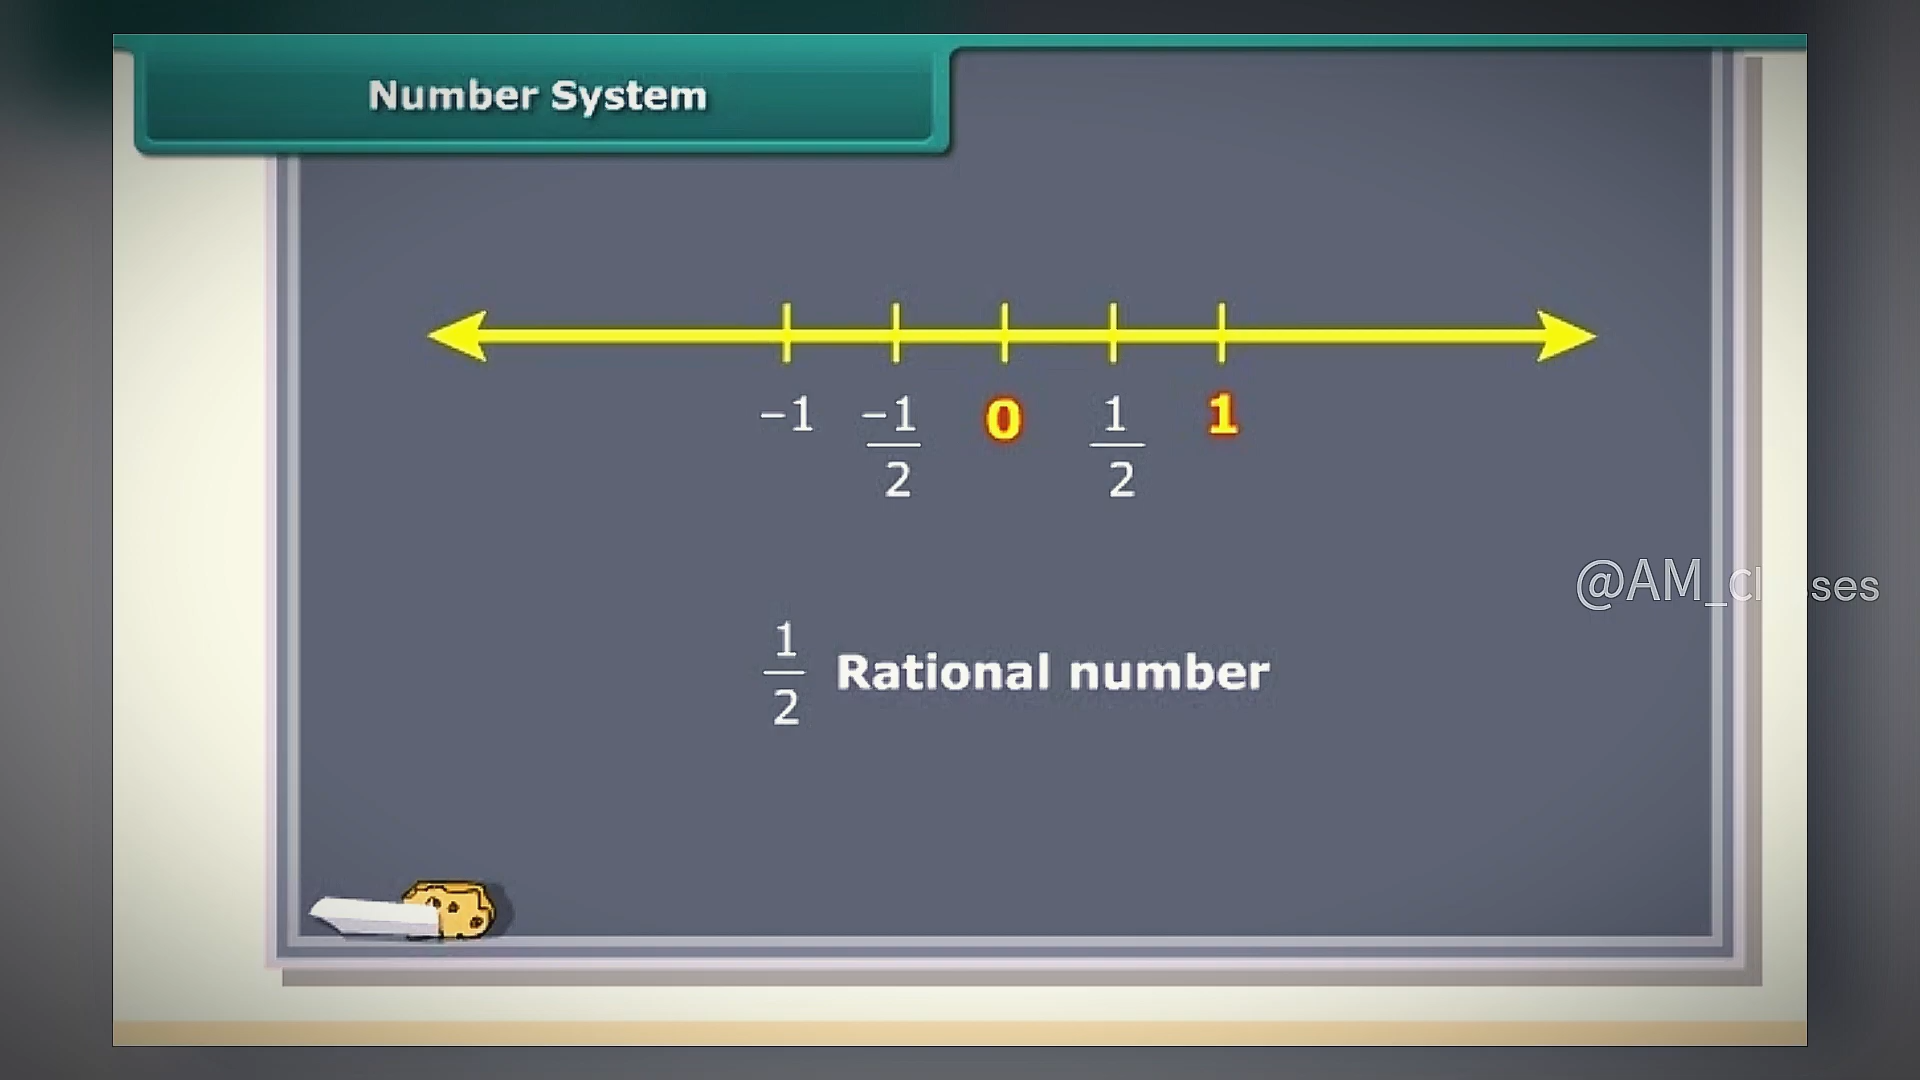 Number System
–1 –1/2 0 1/2 1
1/2 Rational number